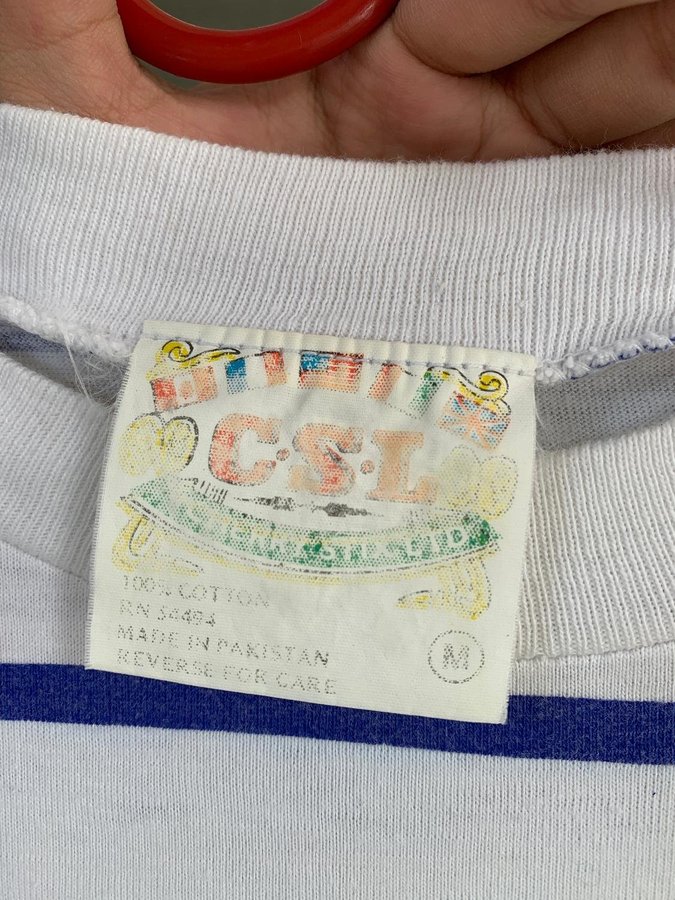 C·S·L
100% COTTON
RN 54494
MADE IN PAKISTAN
REVERSE FOR CARE
M